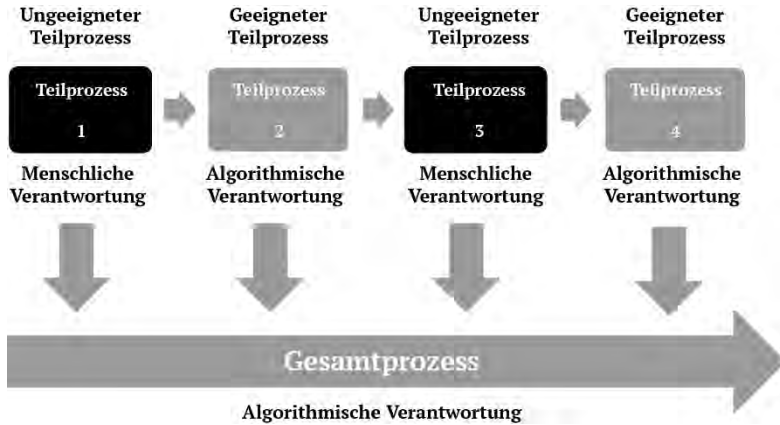 Ungeeigneter
Teilprozess
Geeigneter
Teilprozess
Ungeeigneter
Teilprozess
Geeigneter
Teilprozess
Teilprozess
1
Teilprozess
2
Teilprozess
3
Teilprozess
4
Menschliche
Verantwortung
Algorithmische
Verantwortung
Menschliche
Verantwortung
Algorithmische
Verantwortung
Gesamtprozess
Algorithmische Verantwortung